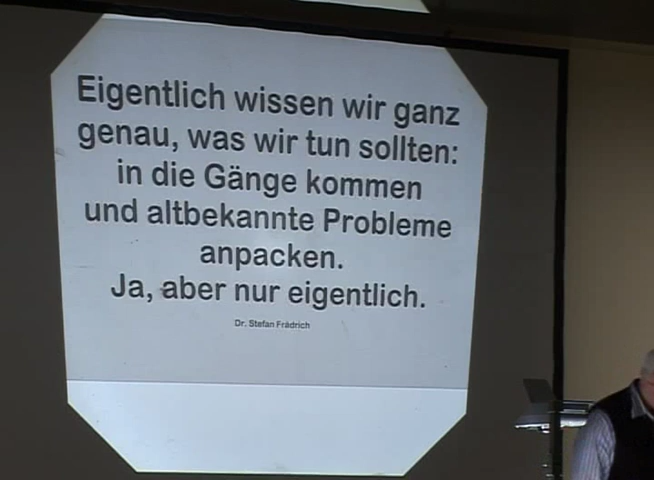 Eigentlich wissen wir ganz
genau, was wir tun sollten:
in die Gänge kommen
und altbekannte Probleme
anpacken.
Ja, aber nur eigentlich.
Dr. Stefan Frädrich